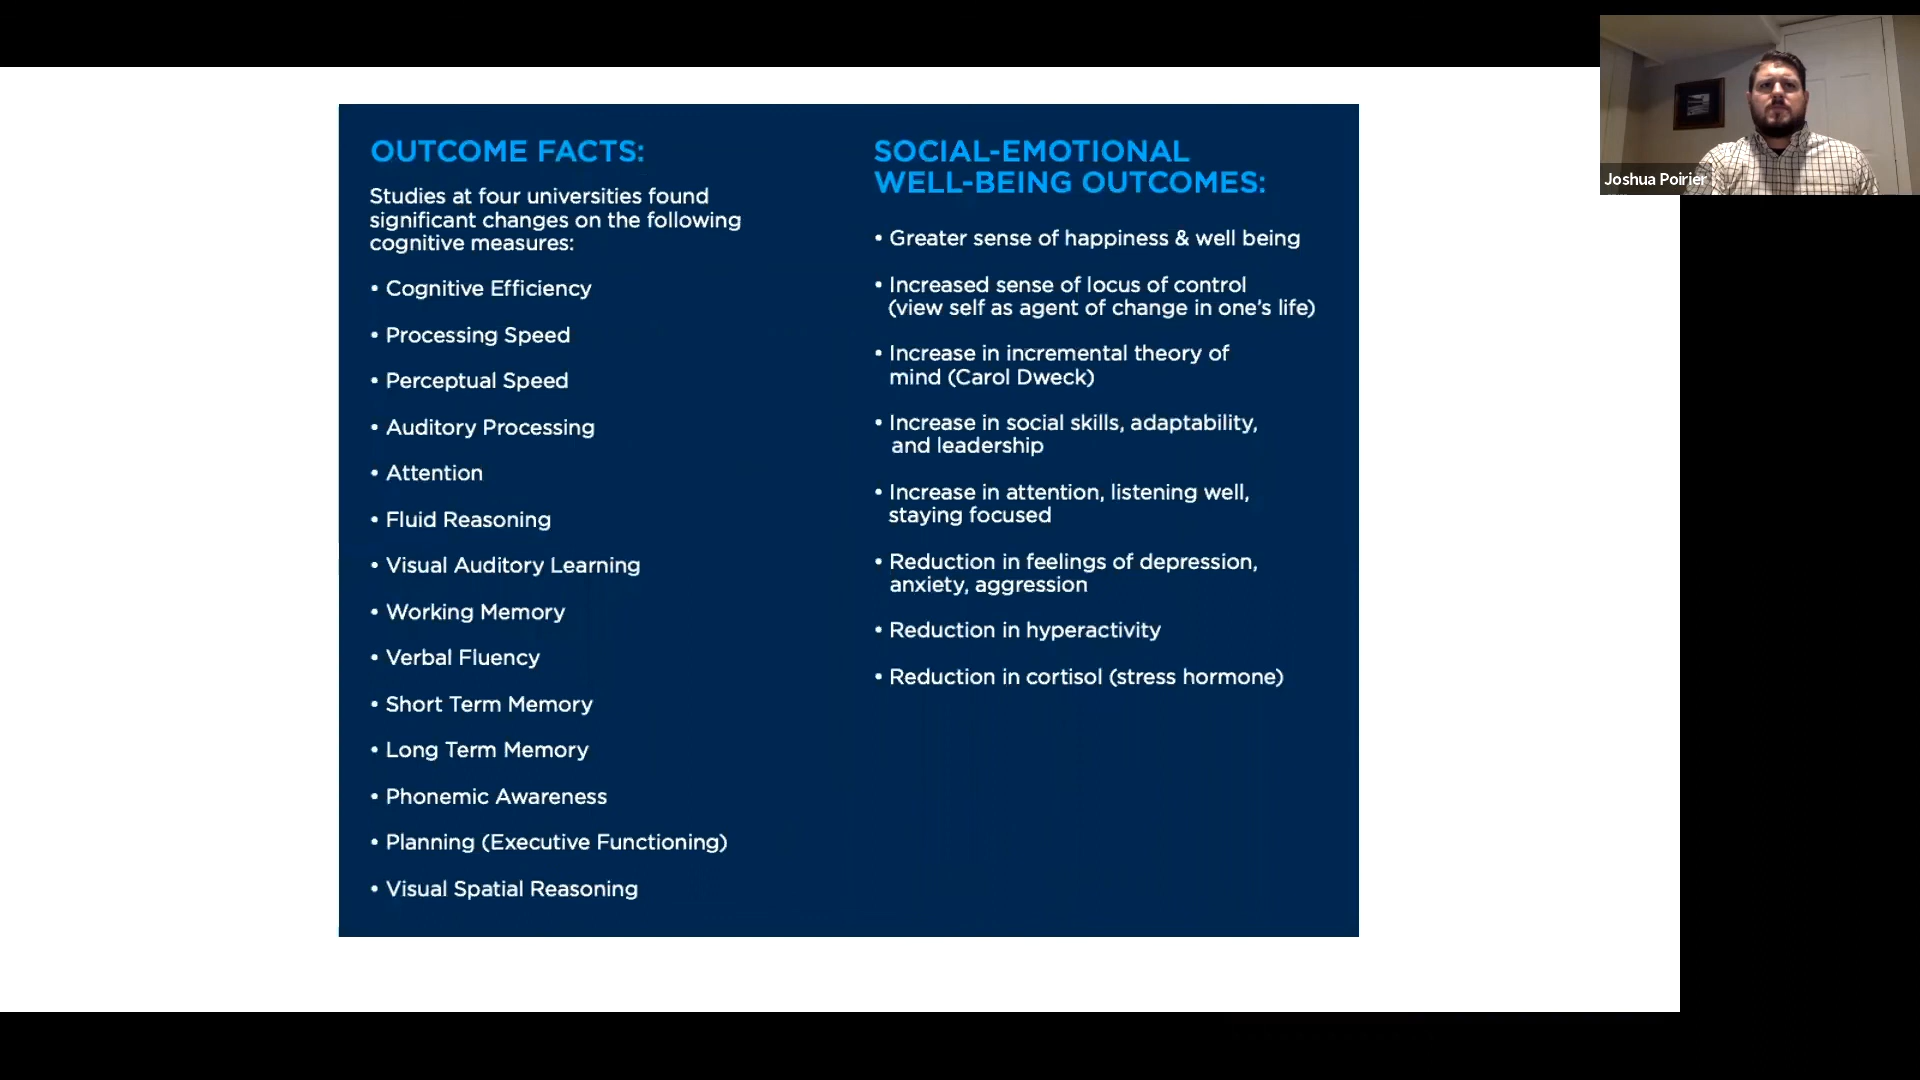 OUTCOME FACTS:
Studies at four universities found
significant changes on the following
cognitive measures:
• Cognitive Efficiency
• Processing Speed
• Perceptual Speed
• Auditory Processing
• Attention
• Fluid Reasoning
• Visual Auditory Learning
• Working Memory
• Verbal Fluency
• Short Term Memory
• Long Term Memory
• Phonemic Awareness
• Planning (Executive Functioning)
• Visual Spatial Reasoning
SOCIAL-EMOTIONAL
WELL-BEING OUTCOMES:
• Greater sense of happiness & well being
• Increased sense of locus of control
(view self as agent of change in one's life)
• Increase in incremental theory of
mind (Carol Dweck)
• Increase in social skills, adaptability,
and leadership
• Increase in attention, listening well,
staying focused
• Reduction in feelings of depression,
anxiety, aggression
• Reduction in hyperactivity
• Reduction in cortisol (stress hormone)
Joshua Poirier